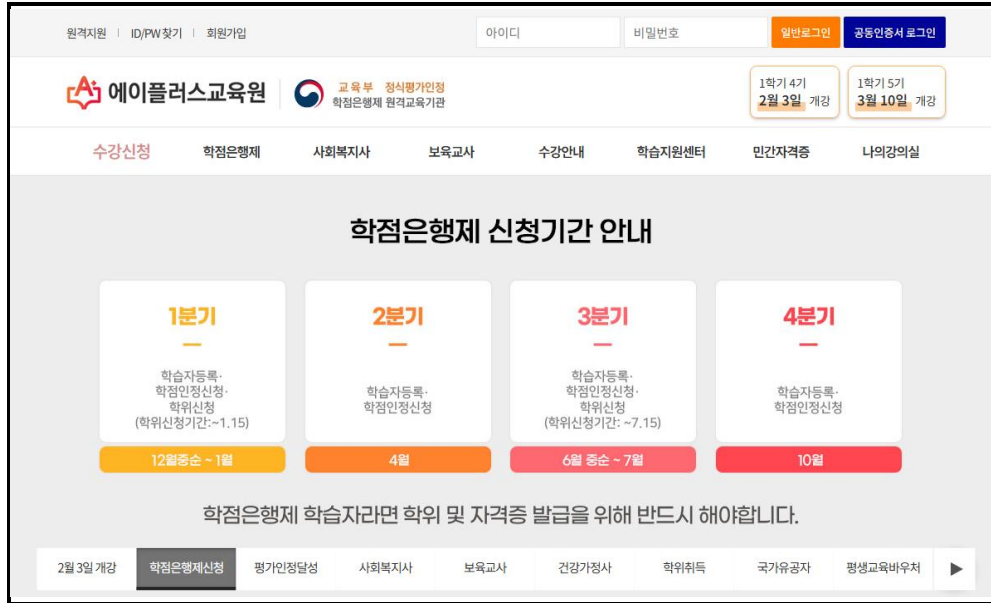 원격지원 | ID/PW찾기 | 회원가입 아이디 비밀번호 일반로그인 공동인증서 로그인
A+ 에이플러스교육원 교육부 정식평가인정
학점은행제 원격교육기관
1학기 4기
2월 3일 개강
1학기 5기
3월 10일 개강
수강신청 학점은행제 사회복지사 보육교사 수강안내 학습지원센터 민간자격증 나의강의실
학점은행제 신청기간 안내
1분기
학습자등록·
학점인정신청·
학위신청
(학위신청기간:~1.15)
12월중순 ~ 1월
2분기
학습자등록·
학점인정신청
4월
3분기
학습자등록·
학점인정신청·
학위신청
(학위신청기간: ~7.15)
6월 중순 ~ 7월
4분기
학습자등록·
학점인정신청
10월
학점은행제 학습자라면 학위 및 자격증 발급을 위해 반드시 해야합니다.
2월 3일 개강 학점은행제신청 평가인정달성 사회복지사 보육교사 건강가정사 학위취득 국가유공자 평생교육바우처 ▶